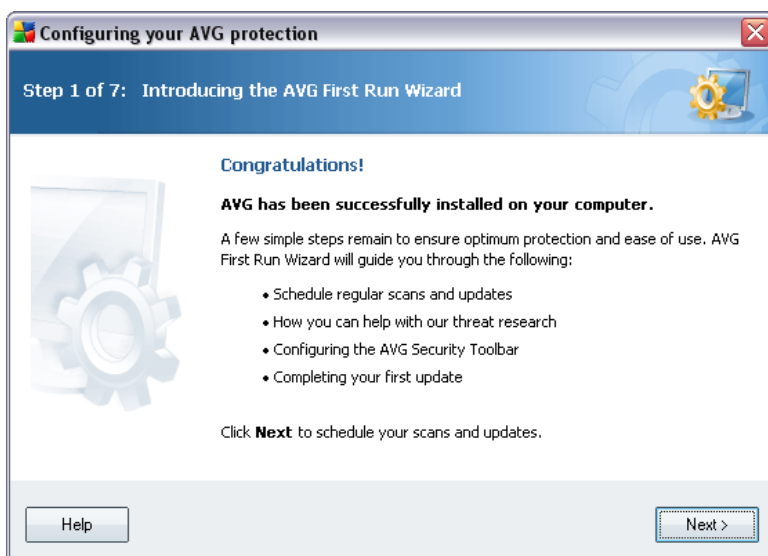 Configuring your AVG protection
Step 1 of 7: Introducing the AVG First Run Wizard
Congratulations!
AVG has been successfully installed on your computer.
A few simple steps remain to ensure optimum protection and ease of use. AVG
First Run Wizard will guide you through the following:
• Schedule regular scans and updates
• How you can help with our threat research
• Configuring the AVG Security Toolbar
• Completing your first update
Click Next to schedule your scans and updates.
Help
Next >